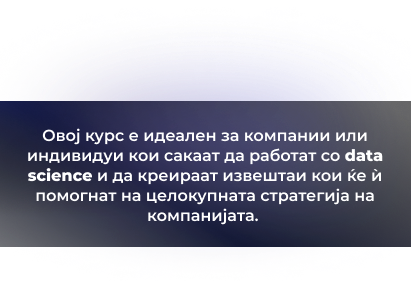 Овој курс е идеален за компании или
индивидуи кои сакаат да работат со data
science и да креираат извештаи кои ќе ѝ
помогнат на целокупната стратегија на
компанијата.